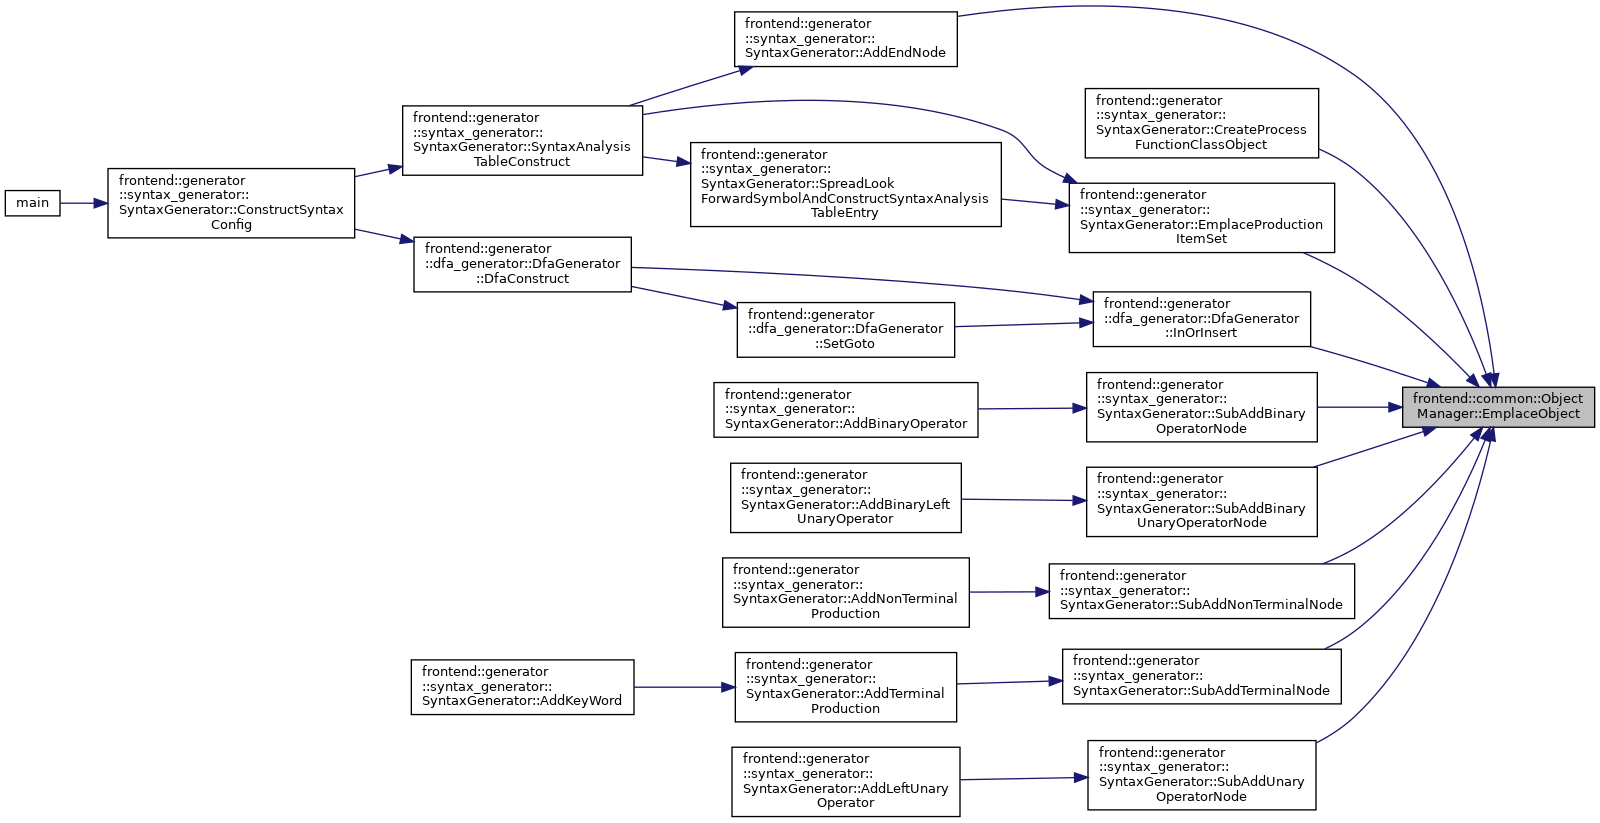 frontend::generator
::syntax_generator::
SyntaxGenerator::AddEndNode
frontend::generator
::syntax_generator::
SyntaxGenerator::CreateProcess
FunctionClassObject
frontend::generator
::syntax_generator::
SyntaxGenerator::SyntaxAnalysis
TableConstruct
frontend::generator
::syntax_generator::
SyntaxGenerator::SpreadLook
ForwardSymbolAndConstructSyntaxAnalysis
TableEntry
frontend::generator
::syntax_generator::
SyntaxGenerator::EmplaceProduction
ItemSet
main
frontend::generator
::syntax_generator::
SyntaxGenerator::ConstructSyntax
Config
frontend::generator
::dfa_generator::DfaGenerator
::DfaConstruct
frontend::generator
::dfa_generator::DfaGenerator
::SetGoto
frontend::generator
::dfa_generator::DfaGenerator
::InOrInsert
frontend::generator
::syntax_generator::
SyntaxGenerator::AddBinaryOperator
frontend::generator
::syntax_generator::
SyntaxGenerator::SubAddBinary
OperatorNode
frontend::common::Object
Manager::EmplaceObject
frontend::generator
::syntax_generator::
SyntaxGenerator::AddBinaryLeft
UnaryOperator
frontend::generator
::syntax_generator::
SyntaxGenerator::SubAddBinary
UnaryOperatorNode
frontend::generator
::syntax_generator::
SyntaxGenerator::AddNonTerminal
Production
frontend::generator
::syntax_generator::
SyntaxGenerator::SubAddNonTerminalNode
frontend::generator
::syntax_generator::
SyntaxGenerator::AddKeyWord
frontend::generator
::syntax_generator::
SyntaxGenerator::AddTerminal
Production
frontend::generator
::syntax_generator::
SyntaxGenerator::SubAddTerminalNode
frontend::generator
::syntax_generator::
SyntaxGenerator::AddLeftUnary
Operator
frontend::generator
::syntax_generator::
SyntaxGenerator::SubAddUnary
OperatorNode